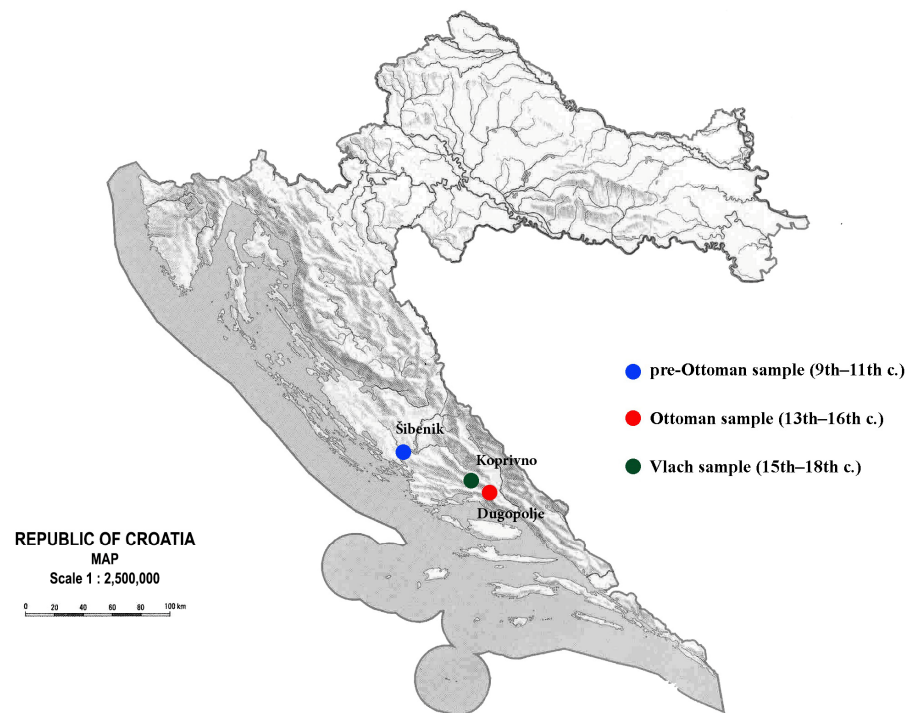 pre-Ottoman sample (9th–11th c.)
Ottoman sample (13th–16th c.)
Šibenik
Koprivno
Vlach sample (15th–18th c.)
Dugopolje
REPUBLIC OF CROATIA
MAP
Scale 1 : 2,500,000
0 20 40 60 80 100 km